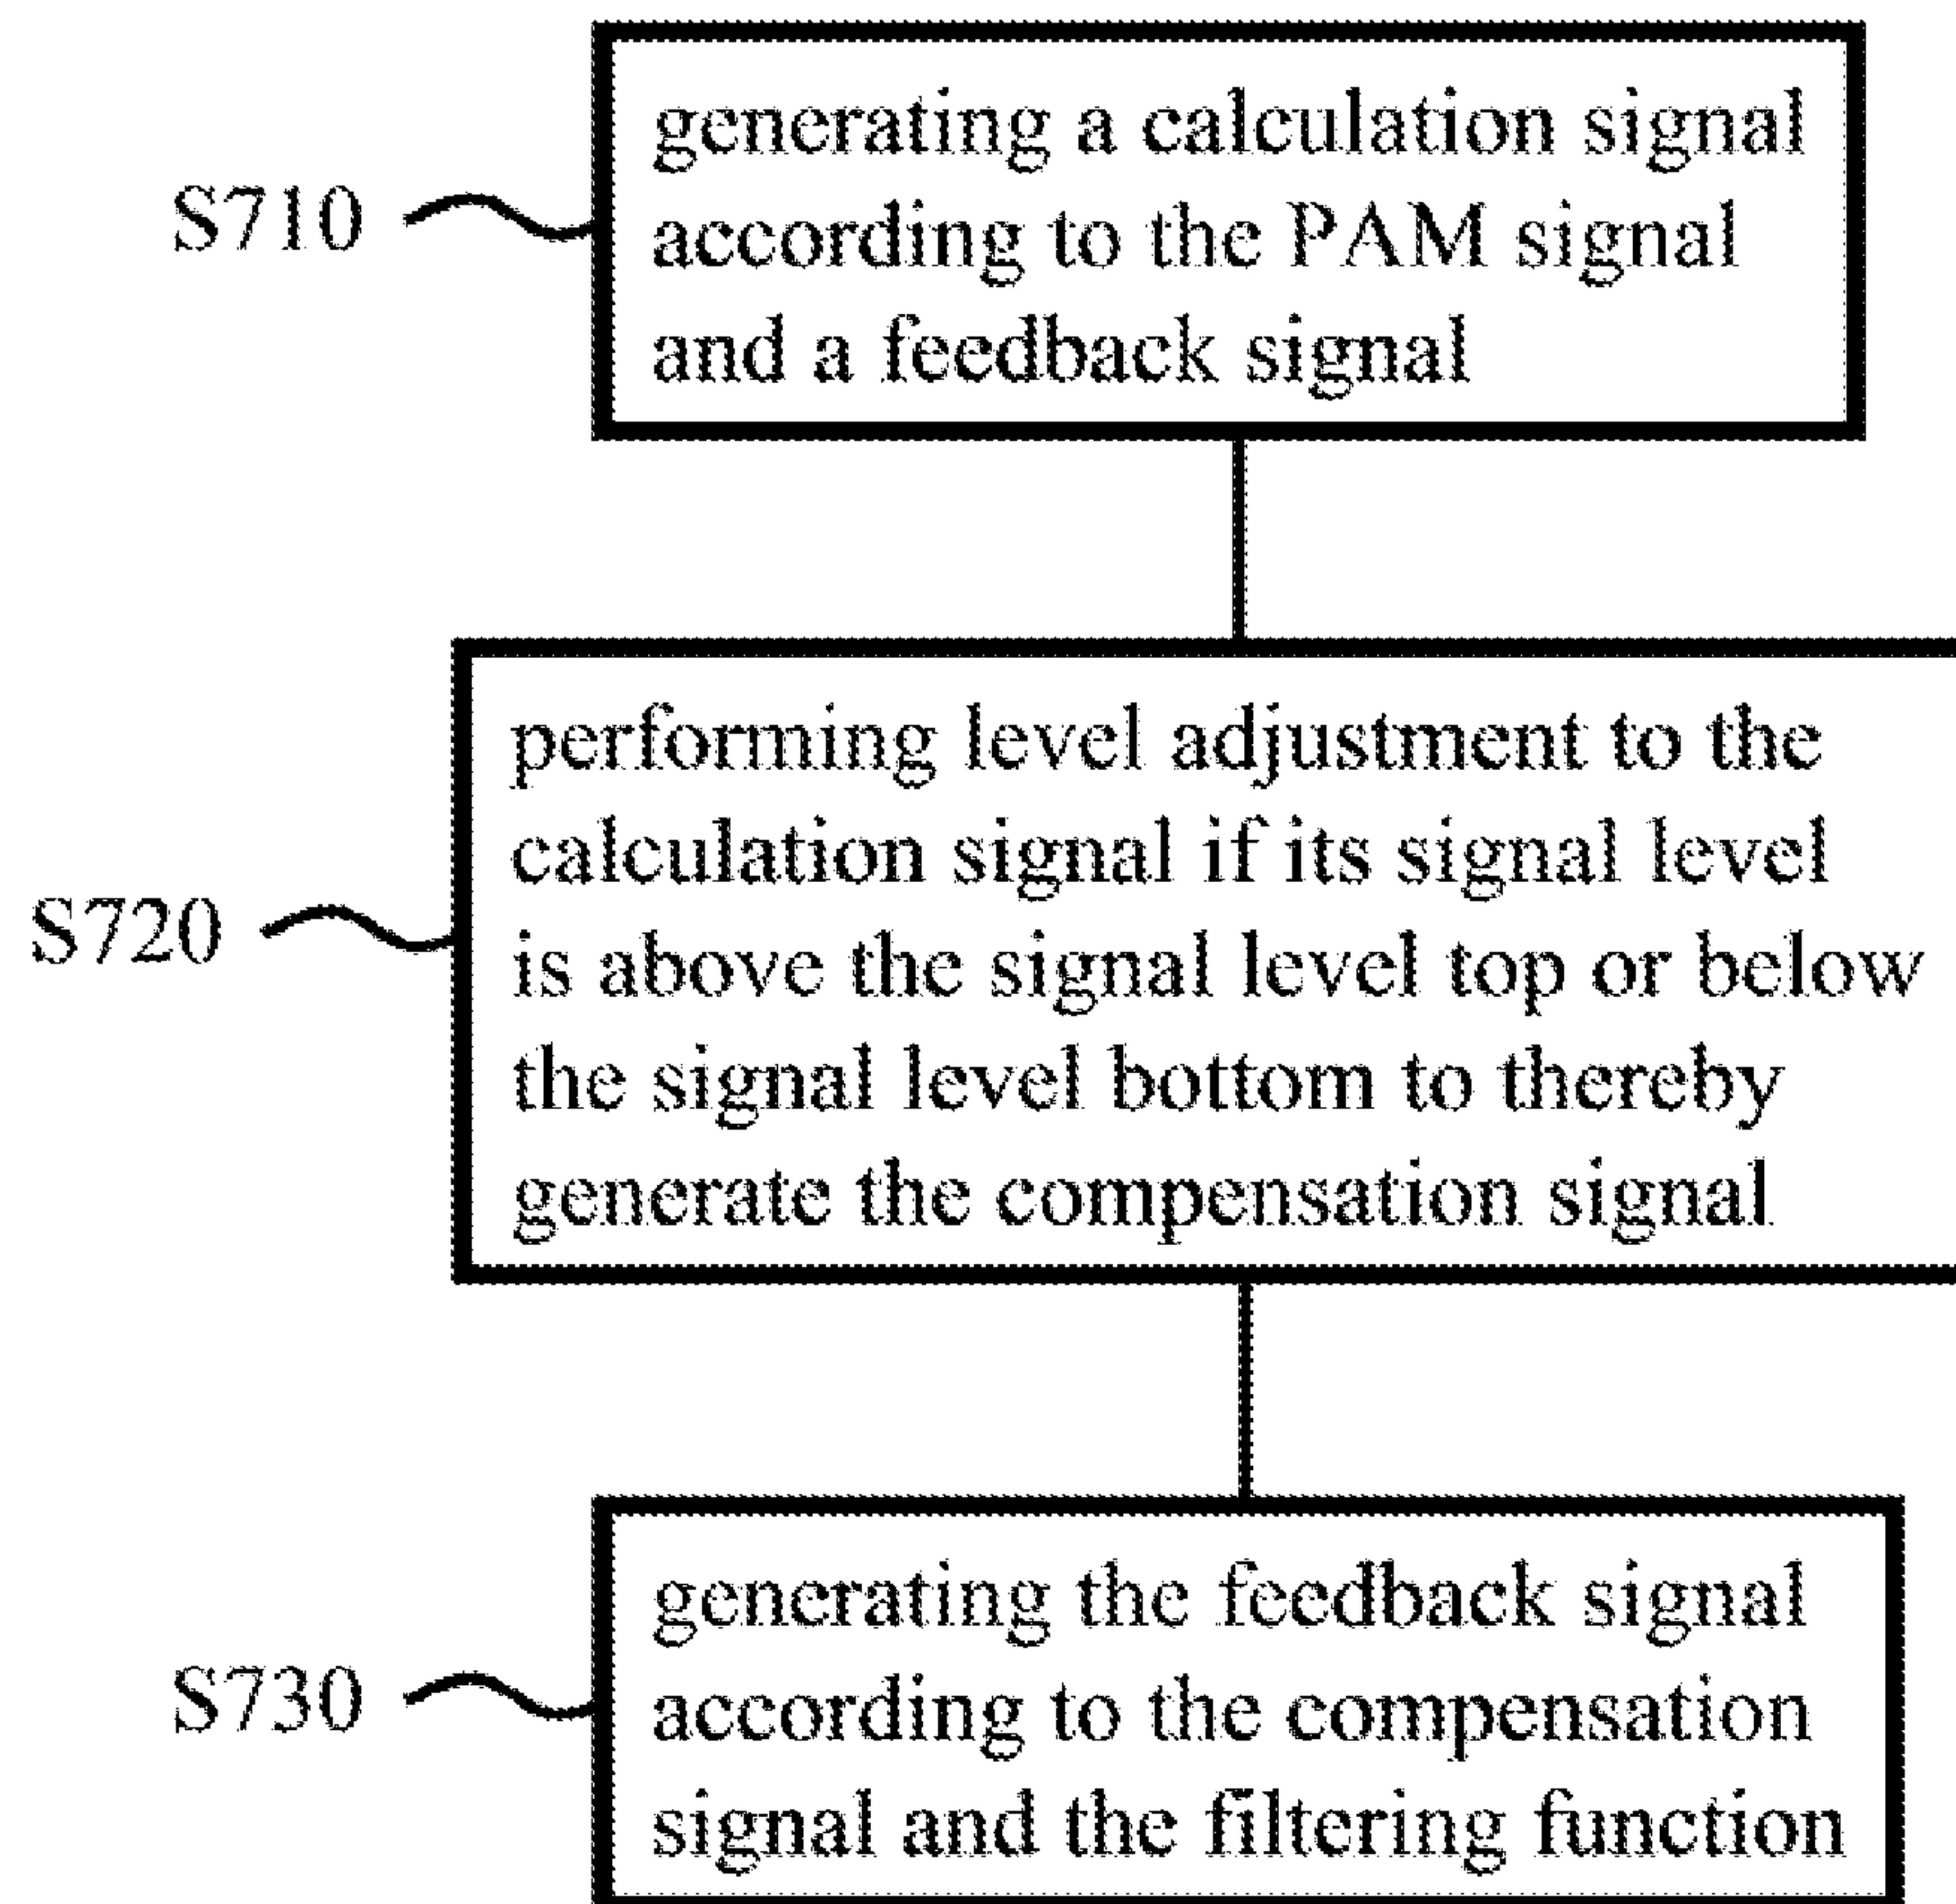 S710
generating a calculation signal
according to the PAM signal
and a feedback signal
S720
performing level adjustment to the
calculation signal if its signal level
is above the signal level top or below
the signal level bottom to thereby
generate the compensation signal
S730
generating the feedback signal
according to the compensation
signal and the filtering function